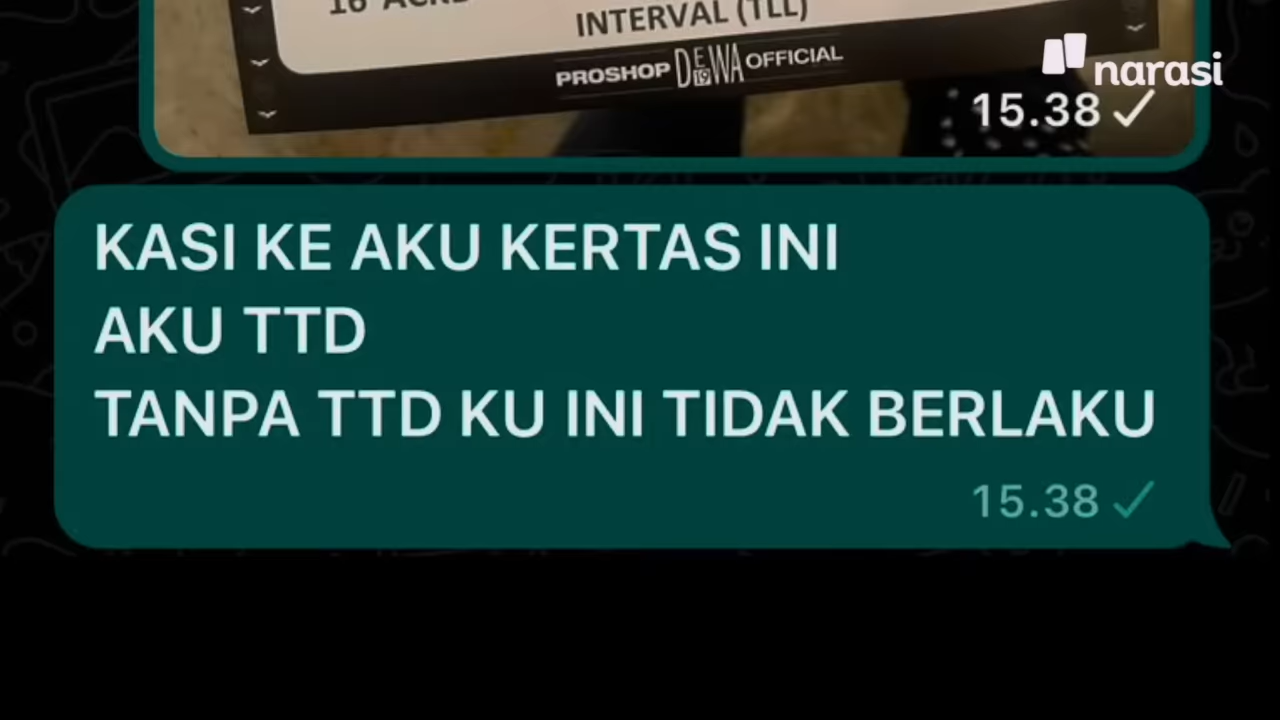 INTERVAL (TLL)
PROSHOP DEWA19 OFFICIAL
narasi
15.38
KASI KE AKU KERTAS INI
AKU TTD
TANPA TTD KU INI TIDAK BERLAKU
15.38